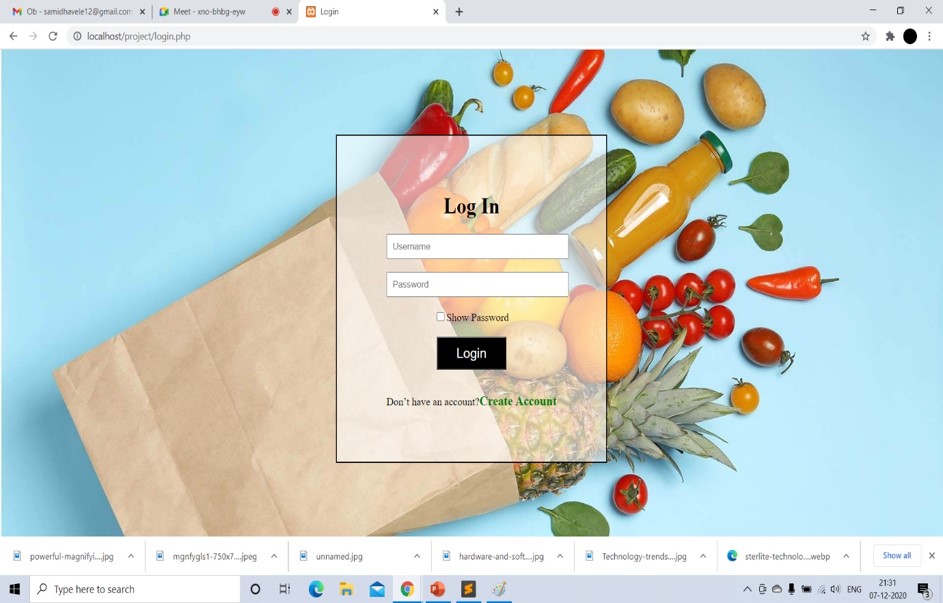 Ob - samidhavele12@gmail.com
Meet - xno-bhbg-eyw
Login
localhost/project/login.php
Log In
Username
Password
Show Password
Login
Don't have an account?Create Account
powerful-magnifyi....jpg
mgnfygls1-750x7....jpeg
unnamed.jpg
hardware-and-soft....jpg
Technology-trends....jpg
sterlite-technolo....webp
Show all
Type here to search
ENG
21:31
07-12-2020
3